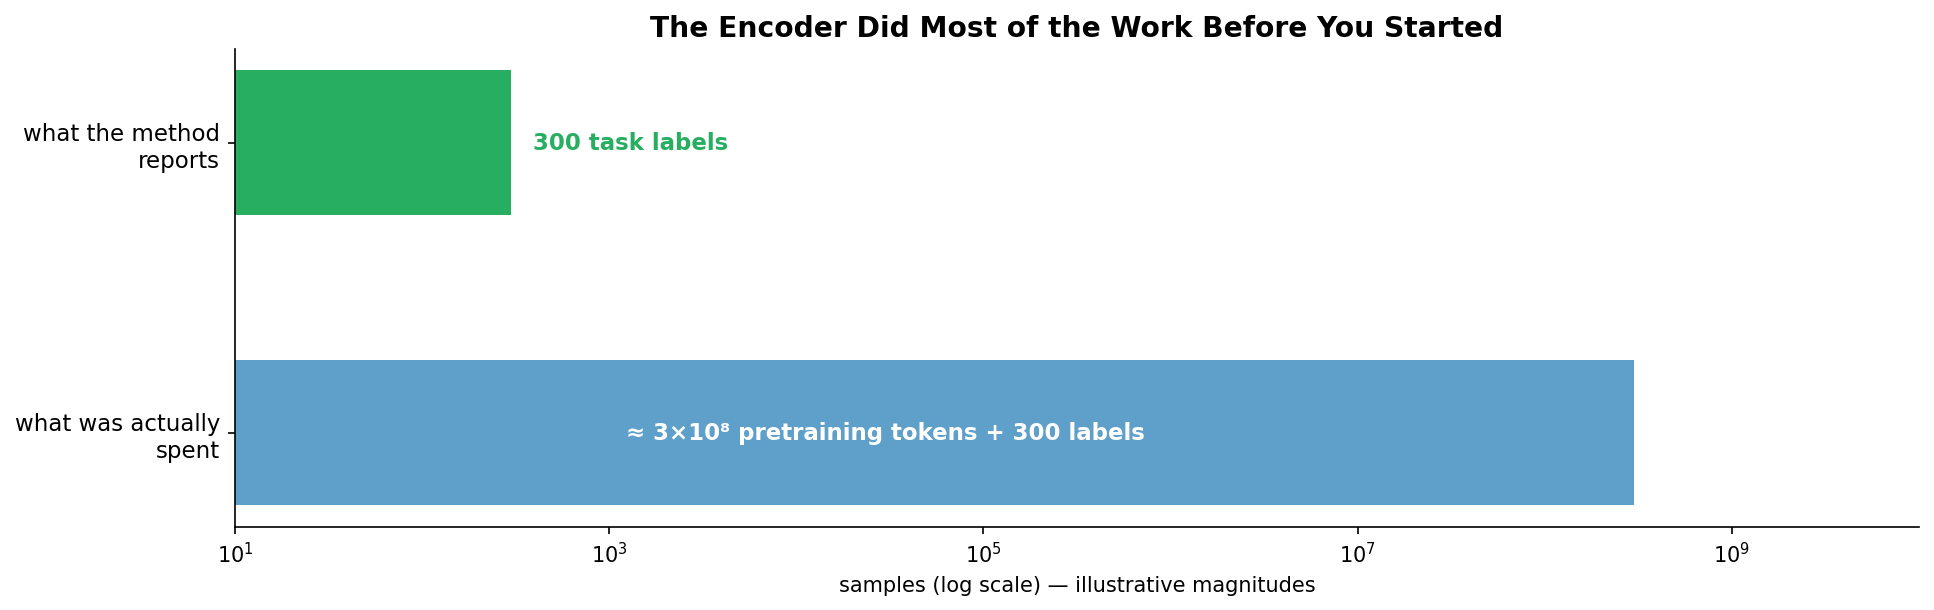 The Encoder Did Most of the Work Before You Started
what the method
reports
300 task labels
what was actually
spent
≈ 3×10⁸ pretraining tokens + 300 labels
10¹ 10³ 10⁵ 10⁷ 10⁹
samples (log scale) — illustrative magnitudes